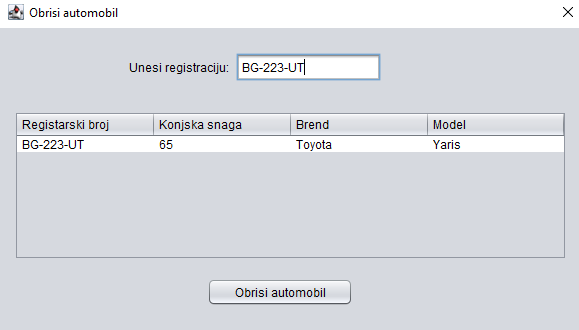 Obrisi automobil
Unesi registraciju: BG-223-UT
Registarski broj Konjska snaga Brend Model
BG-223-UT 65 Toyota Yaris
Obrisi automobil